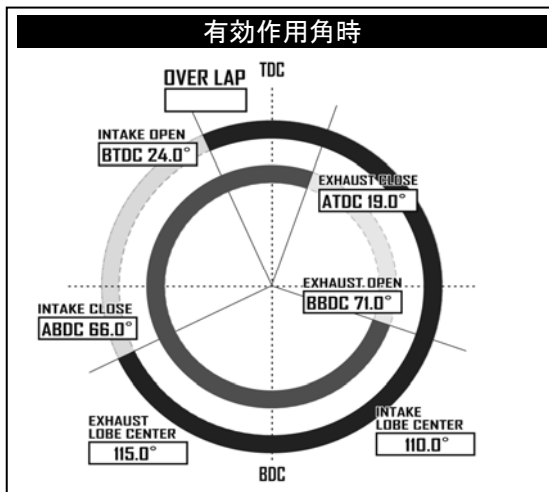 有効作用角時
TDC
OVER LAP
INTAKE OPEN
BTDC 24.0°
EXHAUST CLOSE
ATDC 19.0°
EXHAUST OPEN
BBDC 71.0°
INTAKE CLOSE
ABDC 66.0°
EXHAUST
LOBE CENTER
115.0°
INTAKE
LOBE CENTER
110.0°
BDC